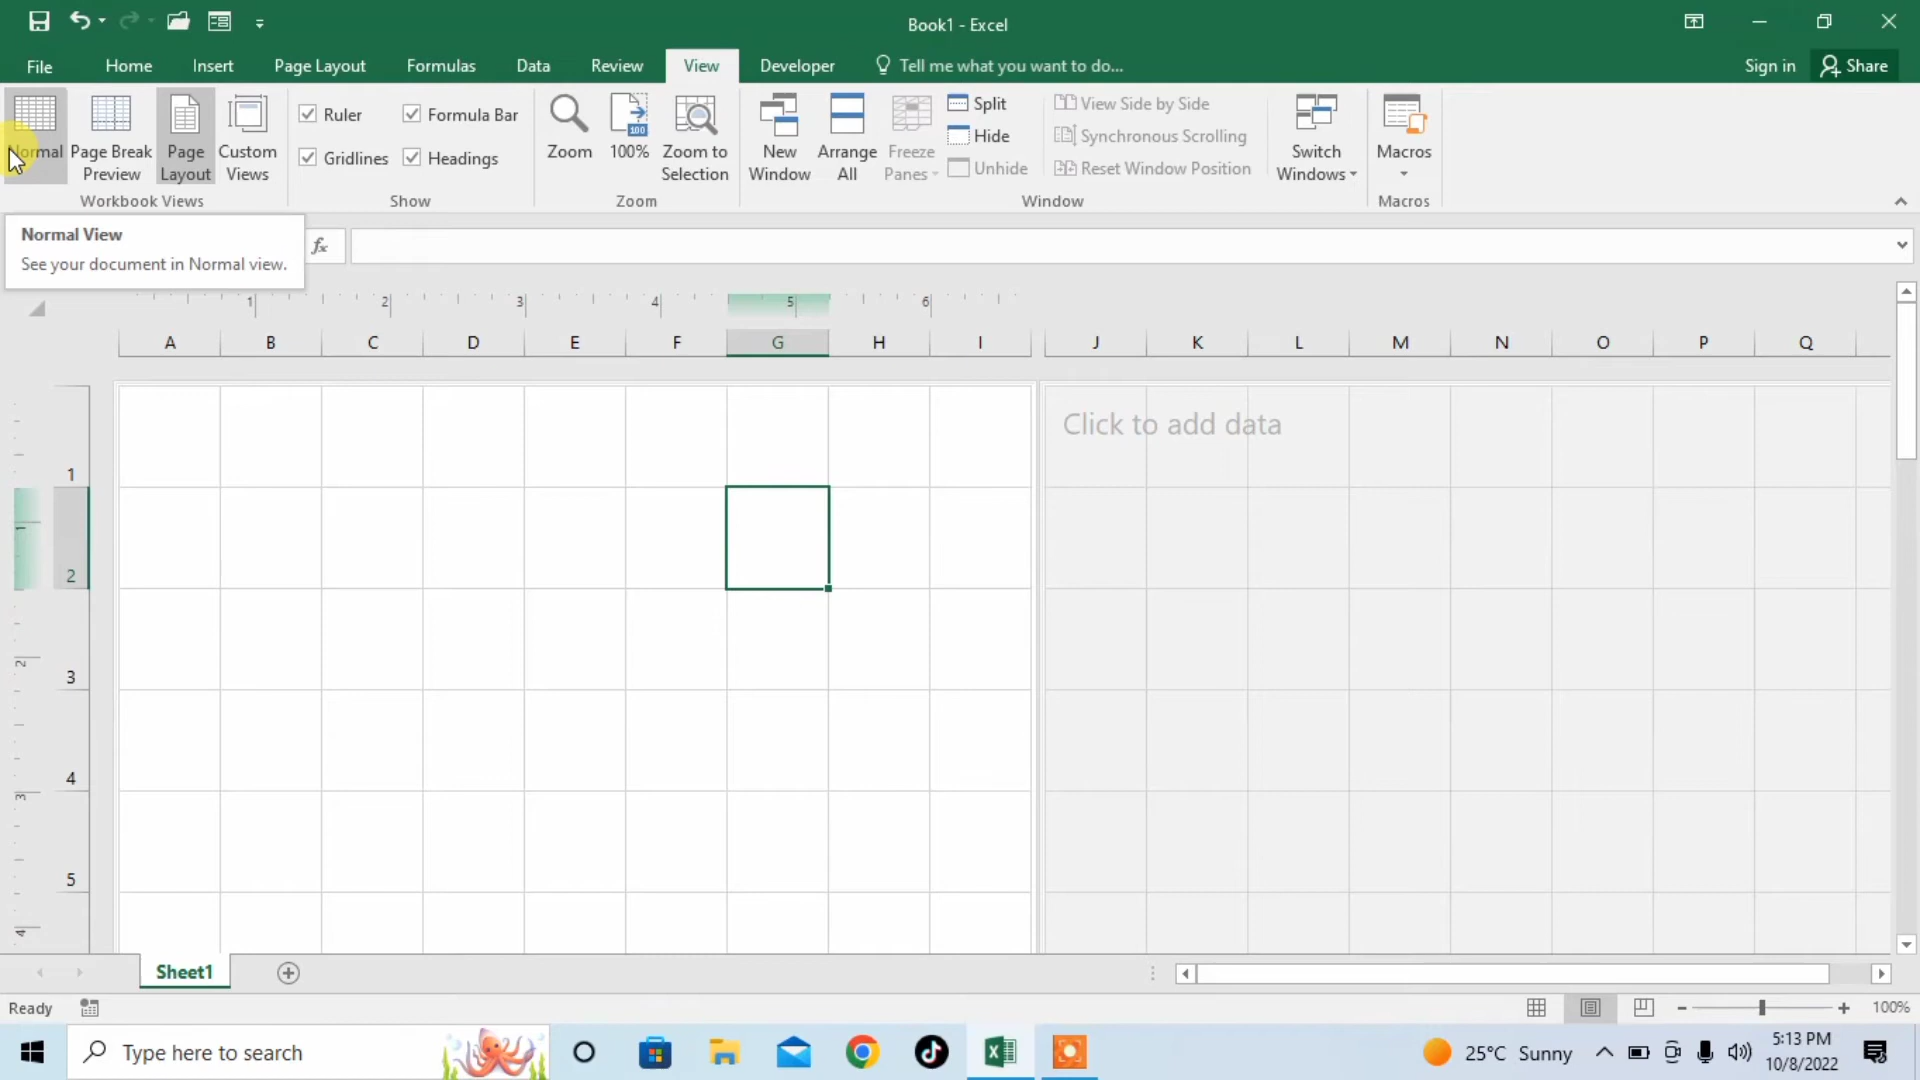 Book1 - Excel
File Home Insert Page Layout Formulas Data Review View Developer Tell me what you want to do... Sign in Share
Normal
Page Break
Preview
Page
Layout
Custom
Views
Workbook Views
Ruler
Formula Bar
Gridlines
Headings
Show
Zoom
100
100%
Zoom to
Selection
Zoom
New
Window
Arrange
All
Freeze
Panes
Split
Hide
Unhide
View Side by Side
Synchronous Scrolling
Reset Window Position
Window
Switch
Windows
Macros
Macros
Normal View
See your document in Normal view.
fx
1 2 3 4 5 6
A B C D E F G H I J K L M N O P Q
Click to add data
1
1
2
2
3
3
4
5
4
Sheet1
Ready
100%
Type here to search
25°C Sunny
5:13 PM
10/8/2022